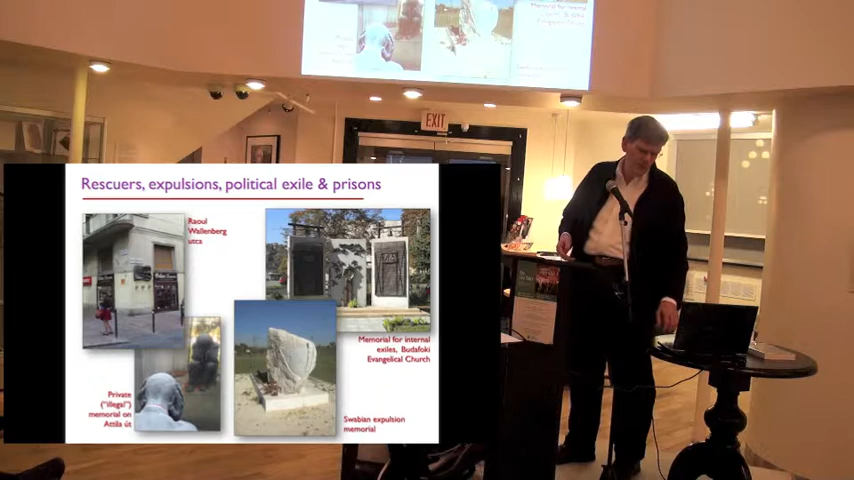 EXIT
Rescuers, expulsions, political exile & prisons
Raoul
Wallenberg
utca
Memorial for internal
exiles, Budafoki
Evangelical Church
Private
("illegal")
memorial on
Attila út
Swabian expulsion
memorial